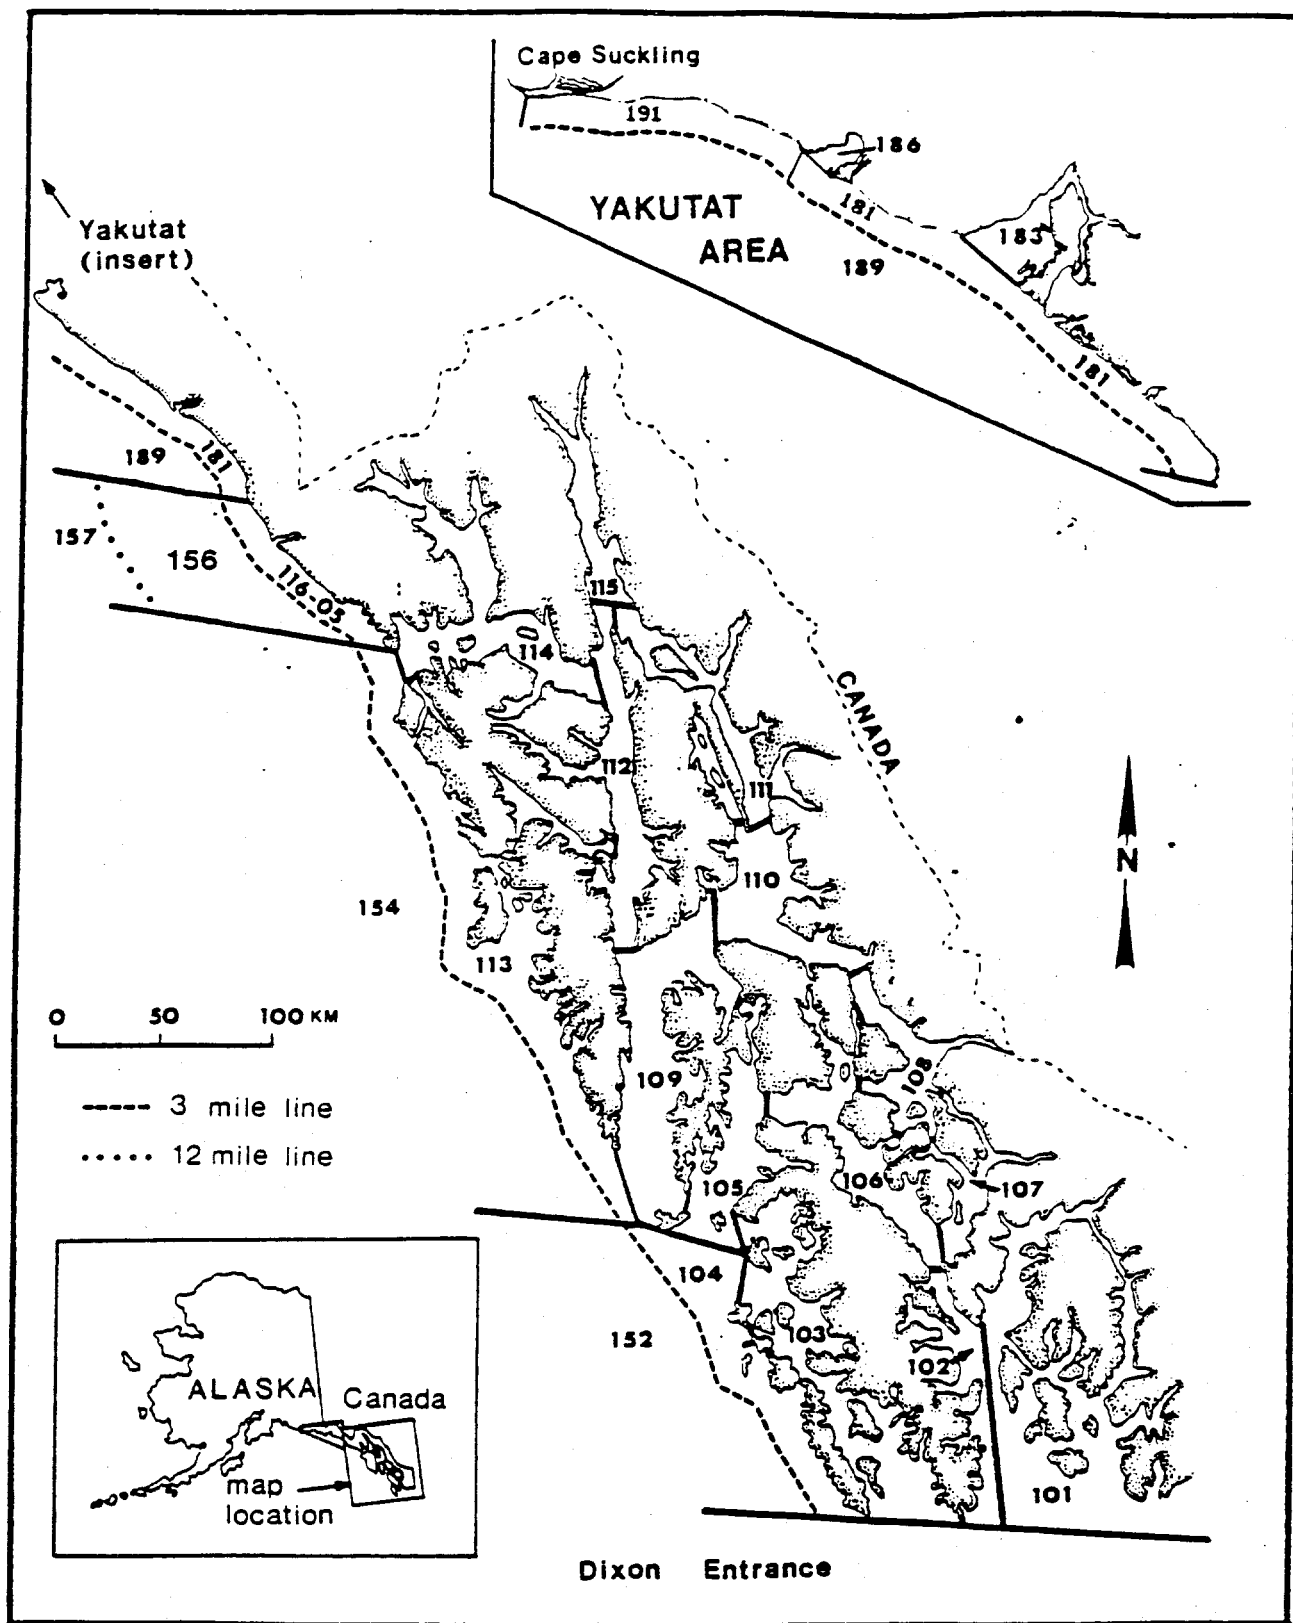 Cape Suckling
191
186
YAKUTAT
AREA
181
183
189
181
Yakutat
(insert)
189
181
157
156
116-05
115
114
CANADA
112
111
N
110
154
113
0 50 100 KM
109
108
3 mile line
12 mile line
105
106
107
104
152
103
102
101
ALASKA
Canada
map
location
Dixon Entrance